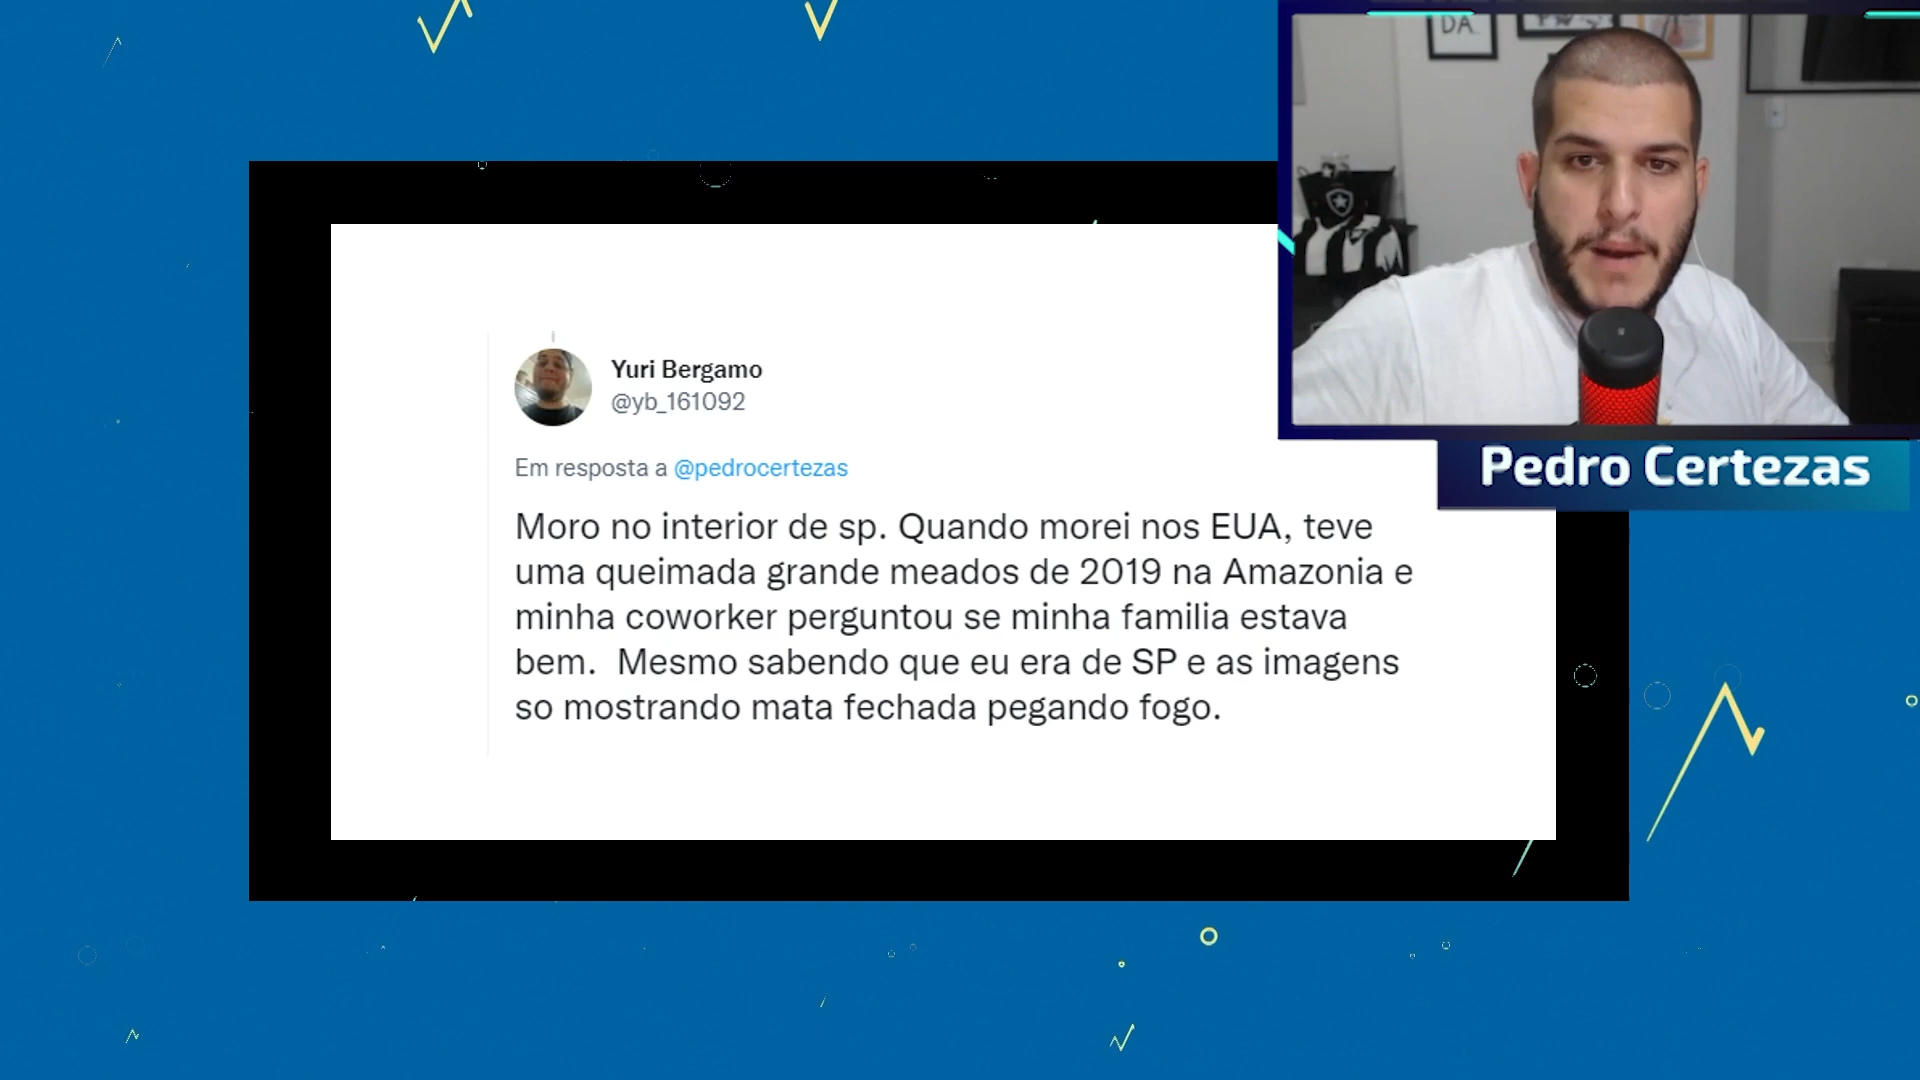 DA
Yuri Bergamo
@yb_161092
Em resposta a @pedrocertezas
Pedro Certezas
Moro no interior de sp. Quando morei nos EUA, teve
uma queimada grande meados de 2019 na Amazonia e
minha coworker perguntou se minha familia estava
bem.  Mesmo sabendo que eu era de SP e as imagens
so mostrando mata fechada pegando fogo.